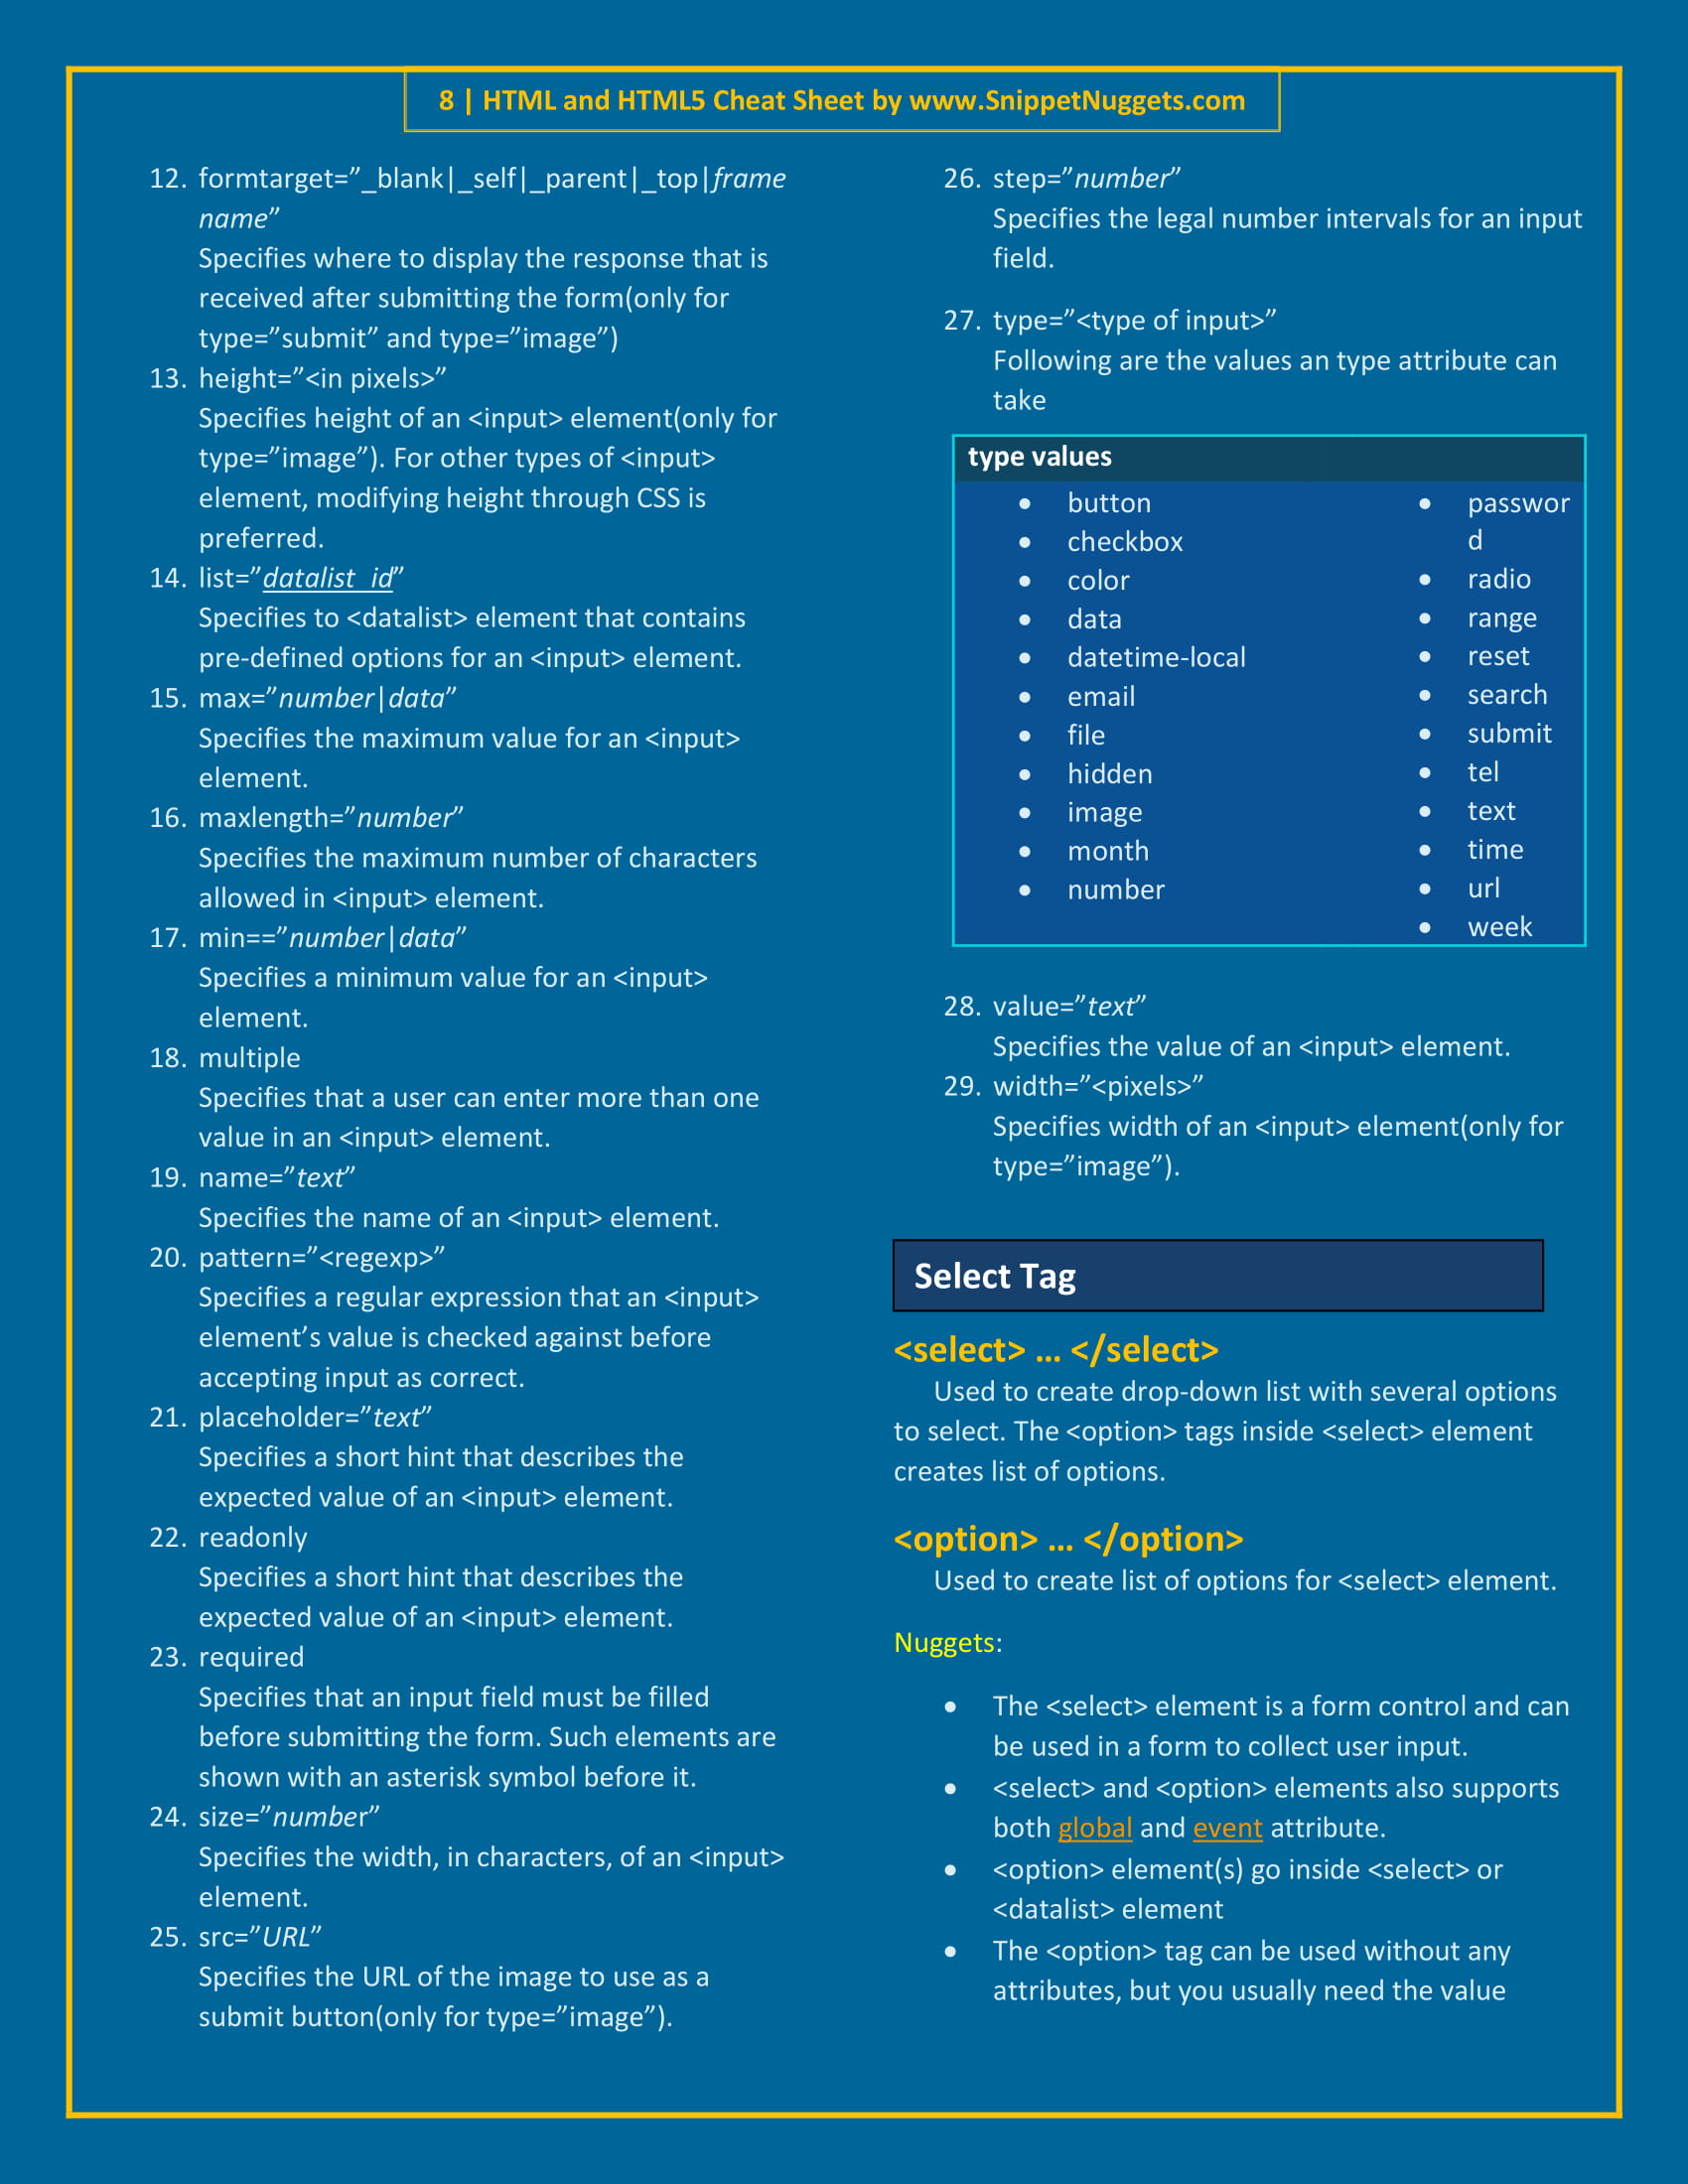 8 | HTML and HTML5 Cheat Sheet by www.SnippetNuggets.com
12. formtarget=”_blank|_self|_parent|_top|frame
name”
Specifies where to display the response that is
received after submitting the form(only for
type=”submit” and type=”image”)
13. height=”<in pixels>”
Specifies height of an <input> element(only for
type=”image”). For other types of <input>
element, modifying height through CSS is
preferred.
14. list=”datalist_id”
Specifies to <datalist> element that contains
pre-defined options for an <input> element.
15. max=”number|data”
Specifies the maximum value for an <input>
element.
16. maxlength=”number”
Specifies the maximum number of characters
allowed in <input> element.
17. min==”number|data”
Specifies a minimum value for an <input>
element.
18. multiple
Specifies that a user can enter more than one
value in an <input> element.
19. name=”text”
Specifies the name of an <input> element.
20. pattern=”<regexp>”
Specifies a regular expression that an <input>
element’s value is checked against before
accepting input as correct.
21. placeholder=”text”
Specifies a short hint that describes the
expected value of an <input> element.
22. readonly
Specifies a short hint that describes the
expected value of an <input> element.
23. required
Specifies that an input field must be filled
before submitting the form. Such elements are
shown with an asterisk symbol before it.
24. size=”number”
Specifies the width, in characters, of an <input>
element.
25. src=”URL”
Specifies the URL of the image to use as a
submit button(only for type=”image”).
26. step=”number”
Specifies the legal number intervals for an input
field.
27. type=”<type of input>”
Following are the values an type attribute can
take
type values
• button
• checkbox
• color
• data
• datetime-local
• email
• file
• hidden
• image
• month
• number
• passwor
d
• radio
• range
• reset
• search
• submit
• tel
• text
• time
• url
• week
28. value=”text”
Specifies the value of an <input> element.
29. width=”<pixels>”
Specifies width of an <input> element(only for
type=”image”).
Select Tag
<select> … </select>
Used to create drop-down list with several options
to select. The <option> tags inside <select> element
creates list of options.
<option> … </option>
Used to create list of options for <select> element.
Nuggets:
• The <select> element is a form control and can
be used in a form to collect user input.
• <select> and <option> elements also supports
both global and event attribute.
• <option> element(s) go inside <select> or
<datalist> element
• The <option> tag can be used without any
attributes, but you usually need the value